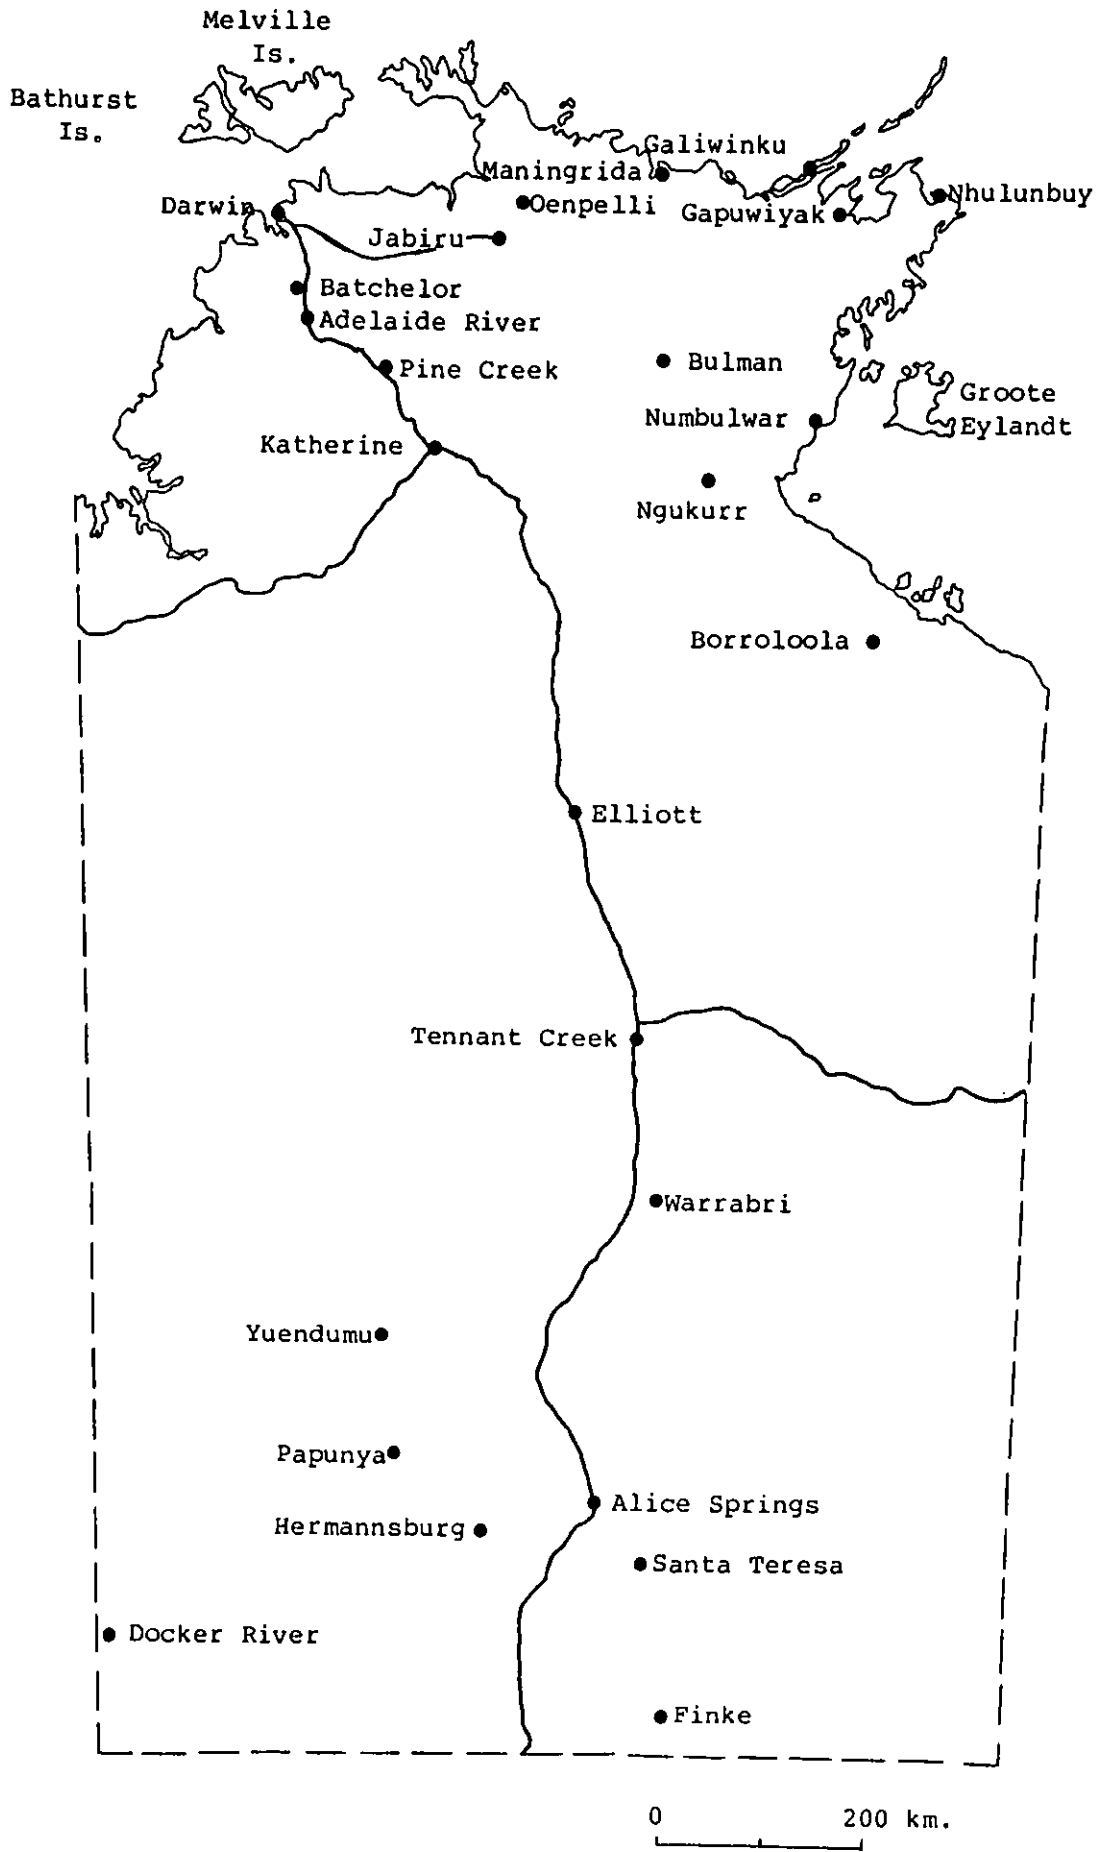 Melville
Is.
Bathurst
Is.
Galiwinku
Maningrida
Darwin
Oenpelli
Gapuwiyak
Nhulunbuy
Jabiru
Batchelor
Adelaide River
Pine Creek
Bulman
Groote
Eylandt
Numbulwar
Katherine
Ngukurr
Borroloola
Elliott
Tennant Creek
Warrabri
Yuendumu
Papunya
Alice Springs
Hermannsburg
Santa Teresa
Docker River
Finke
0 200 km.